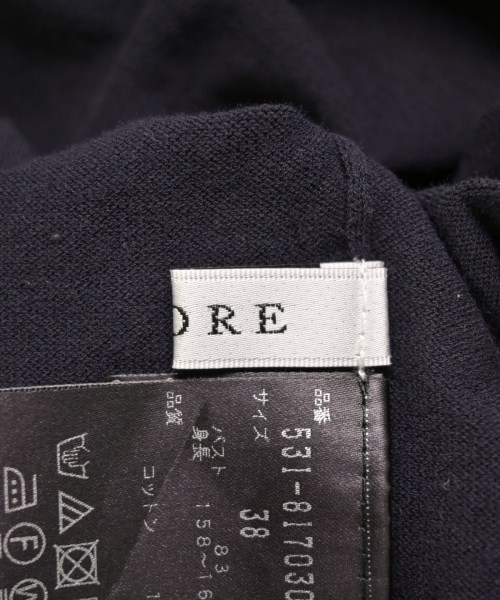 ORE
品番 531-817030
サイズ 38
バスト 83
身長 158~16
品質
コットン